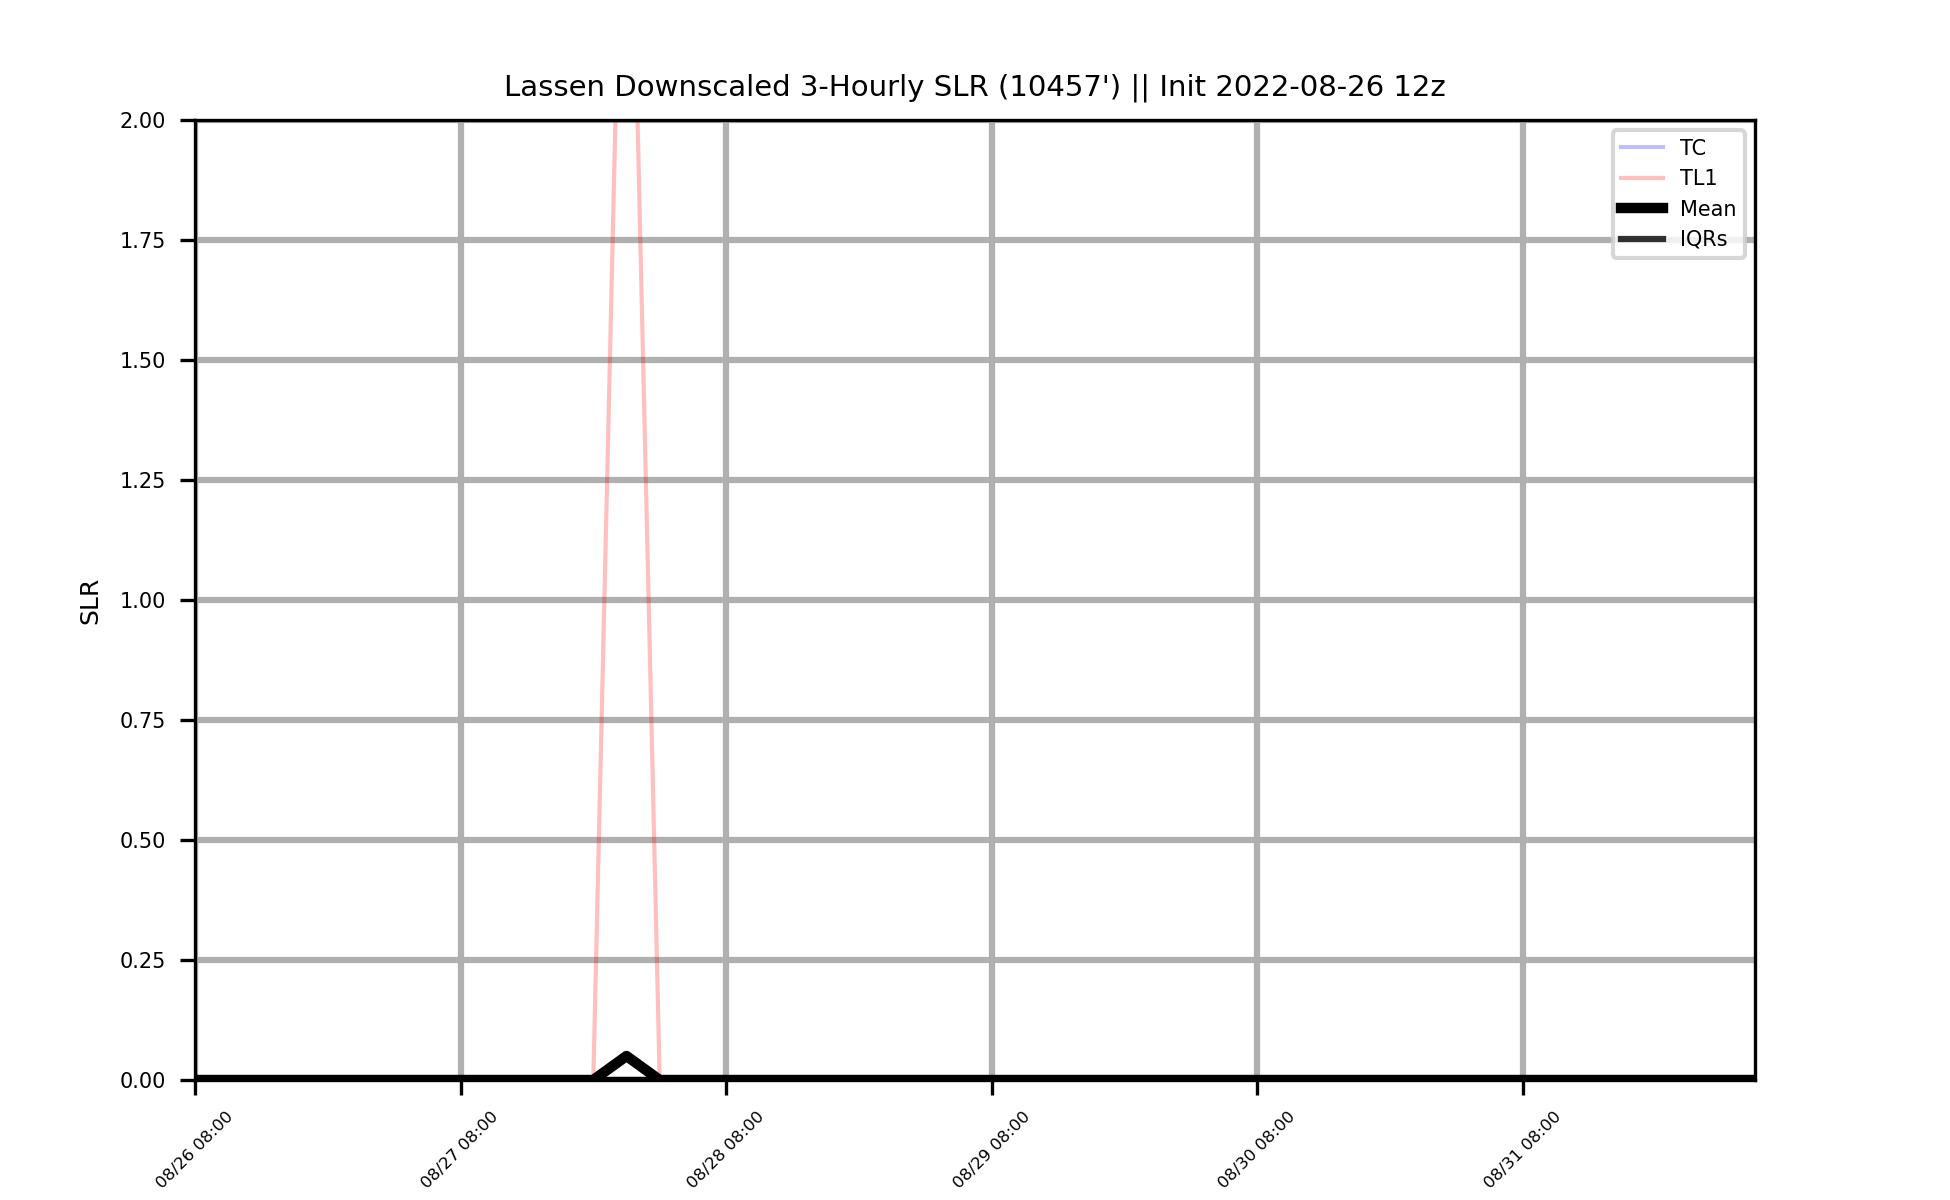 Lassen Downscaled 3-Hourly SLR (10457') || Init 2022-08-26 12z
2.00
1.75
1.50
1.25
1.00
0.75
0.50
0.25
0.00
SLR
TC
TL1
Mean
IQRs
08/26 08:00
08/27 08:00
08/28 08:00
08/29 08:00
08/30 08:00
08/31 08:00